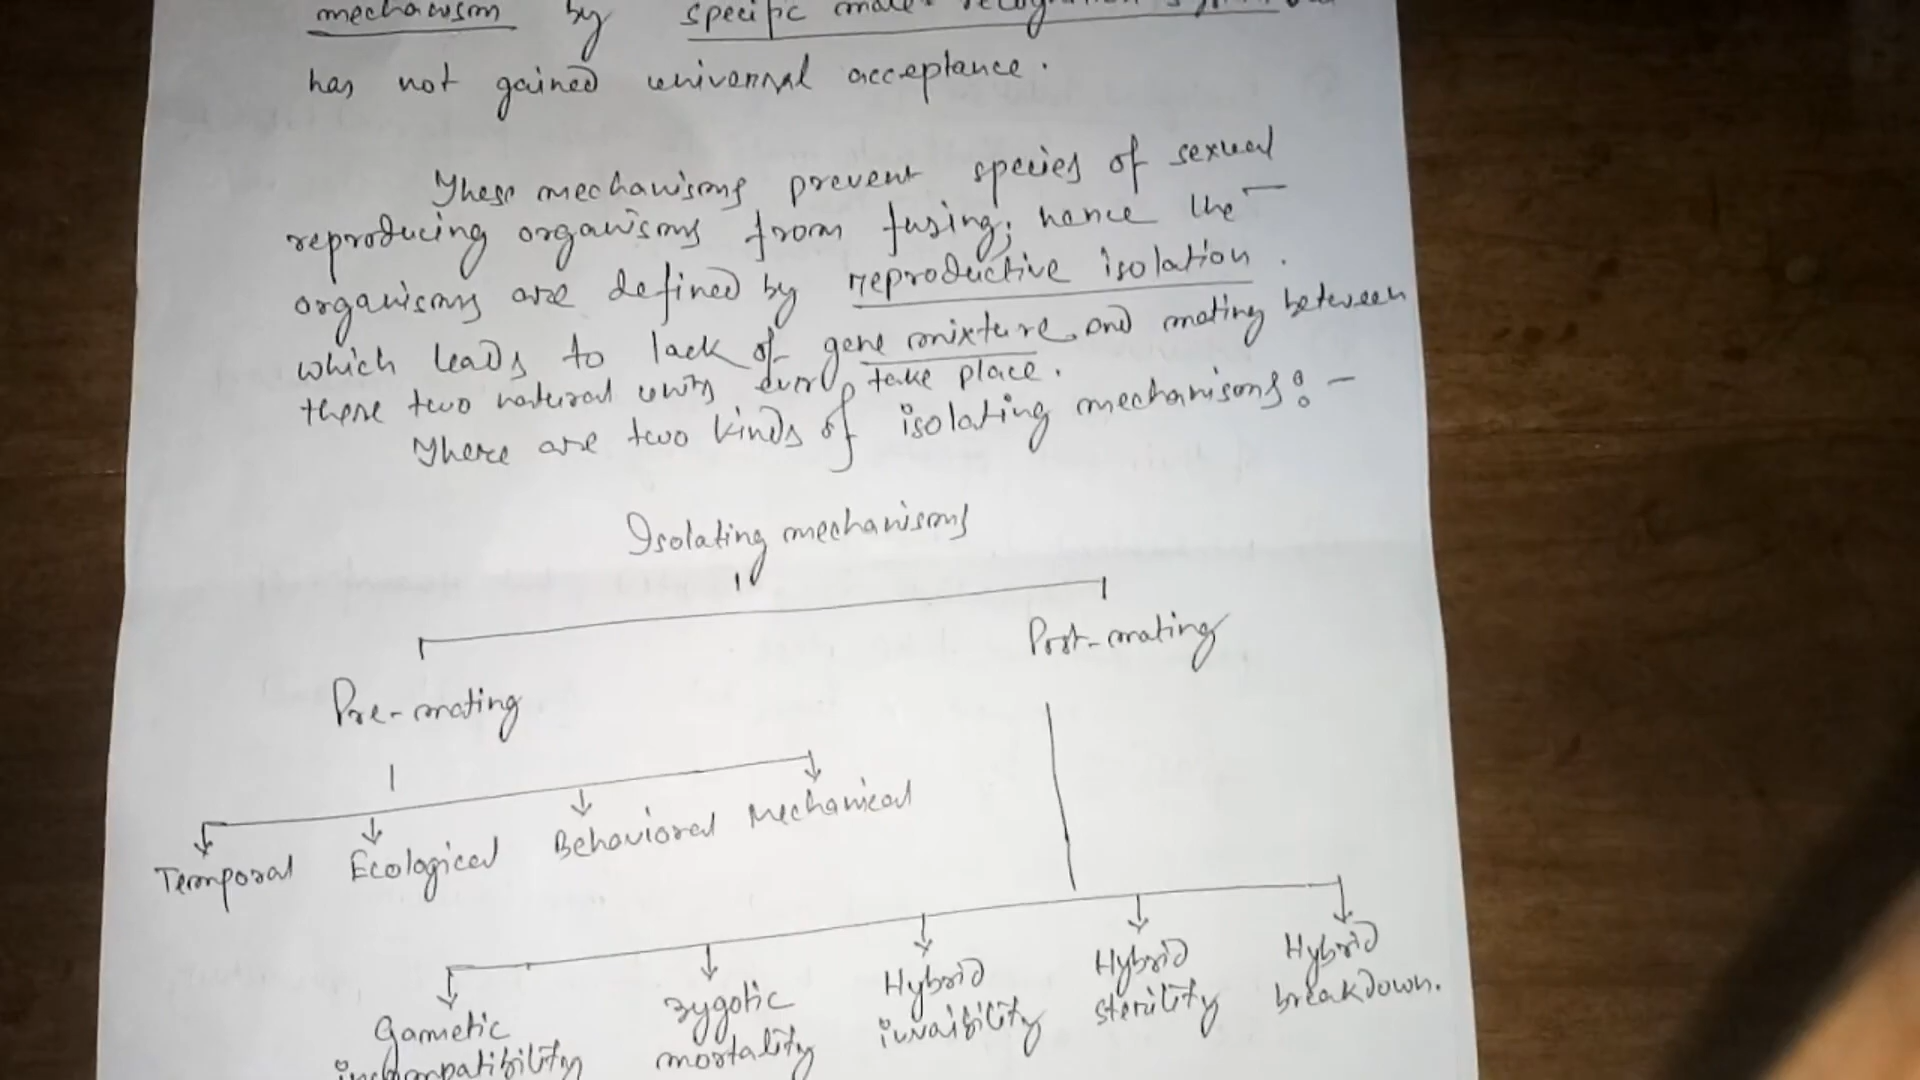 mechanism by specific mate recognition
has not gained universal acceptance.
These mechanisms prevent species of sexual
reproducing organisms from fusing; hence the
organisms are defined by reproductive isolation.
which leads to lack of gene mixture and mating between
these two natural units take place.
There are two kinds of isolating mechanisms:-
Isolating mechanisms
Pre-mating
Post-mating
Temporal
Ecological
Behavioral
Mechanical
Gametic
incompatibility
zygotic
mortality
Hybrid
inviability
Hybrid
sterility
Hybrid
breakdown.